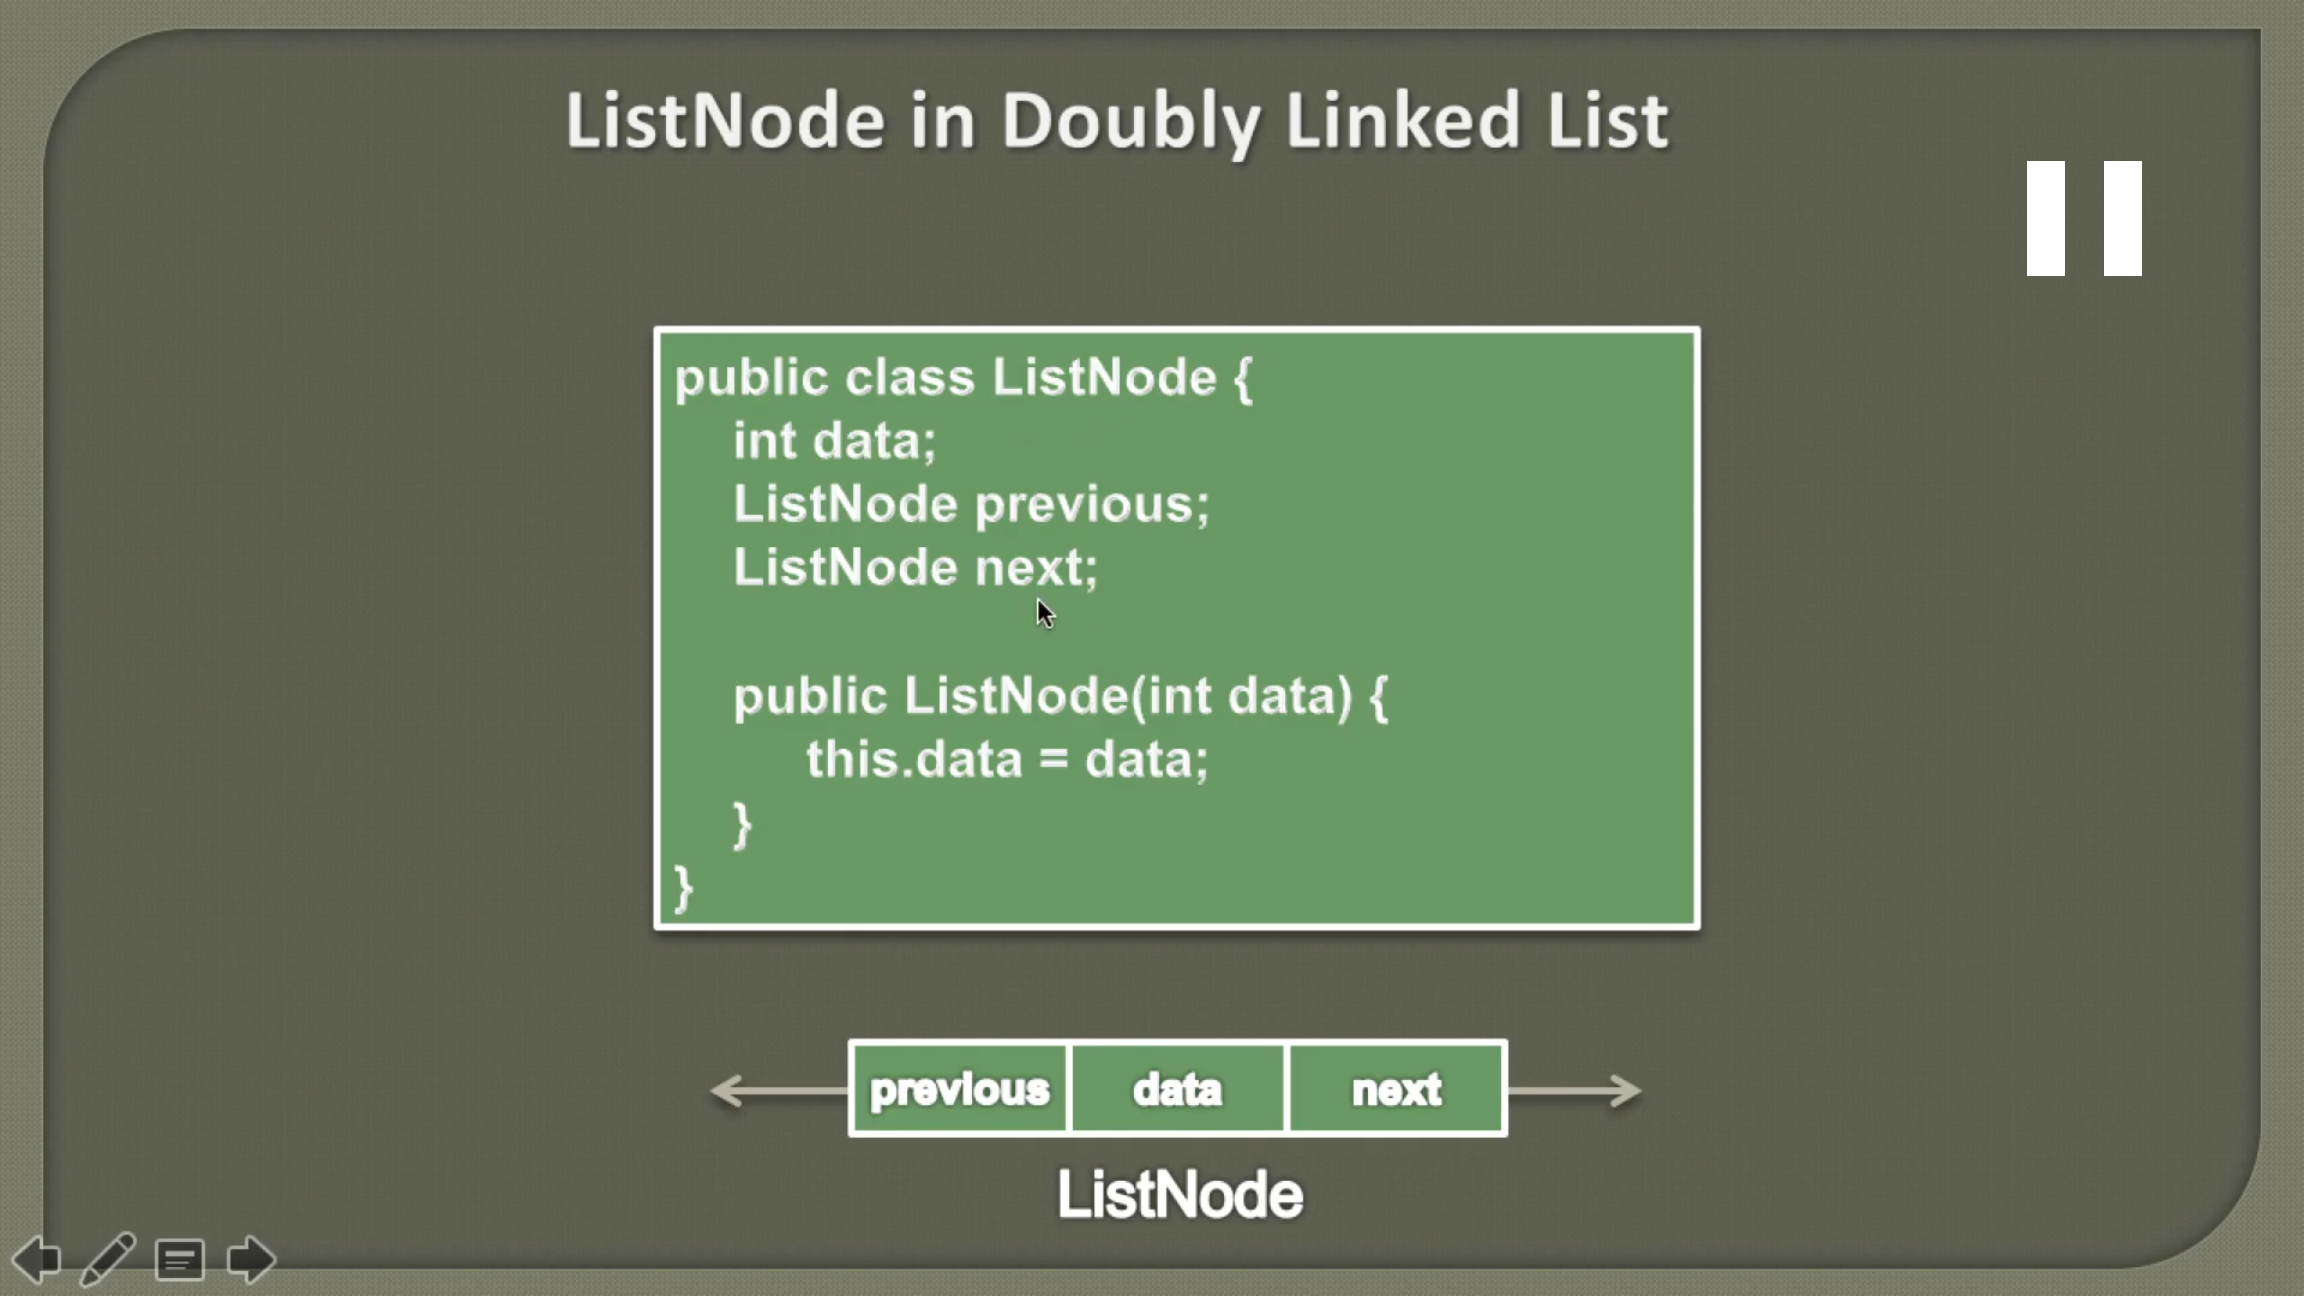 ListNode in Doubly Linked List
public class ListNode {
int data;
ListNode previous;
ListNode next;
public ListNode(int data) {
this.data = data;
}
}
previous data next
ListNode